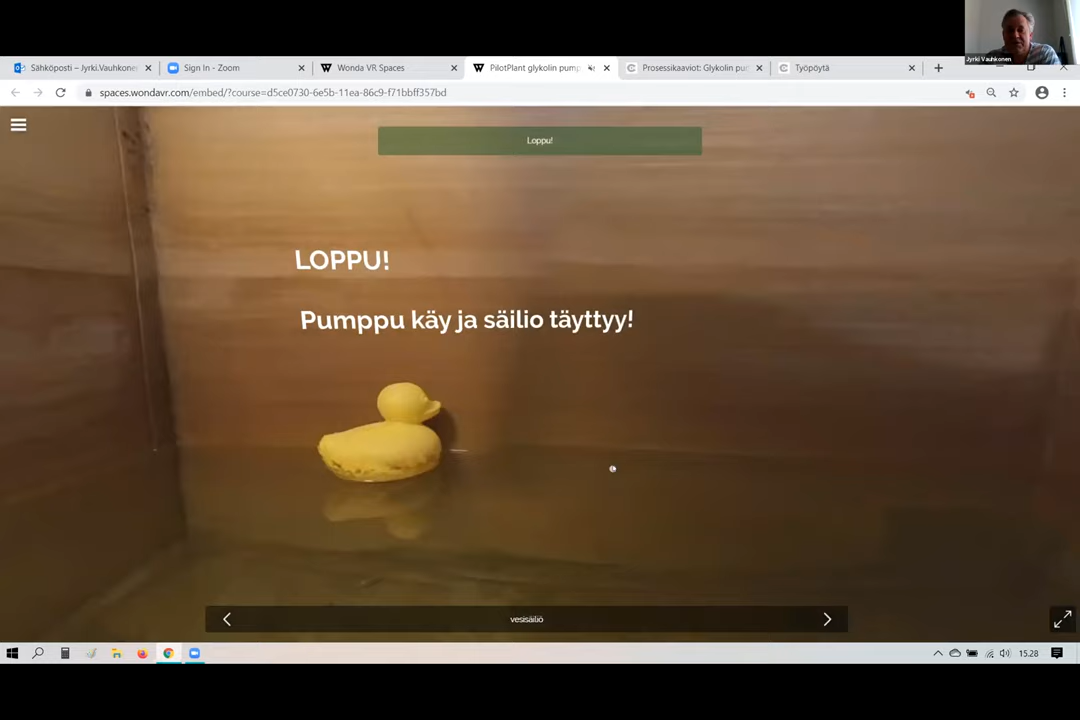 Jyrki Vauhkonen
Sähköposti – Jyrki.Vauhkone
Sign In - Zoom
Wonda VR Spaces
PilotPlant glykolin pump
Prosessikaaviot: Glykolin pu
Työpöytä
spaces.wondavr.com/embed/?course=d5ce0730-6e5b-11ea-86c9-f71bbff357bd
Loppu!
LOPPU!
Pumppu käy ja säilio täyttyy!
vesisäiliö
15.28